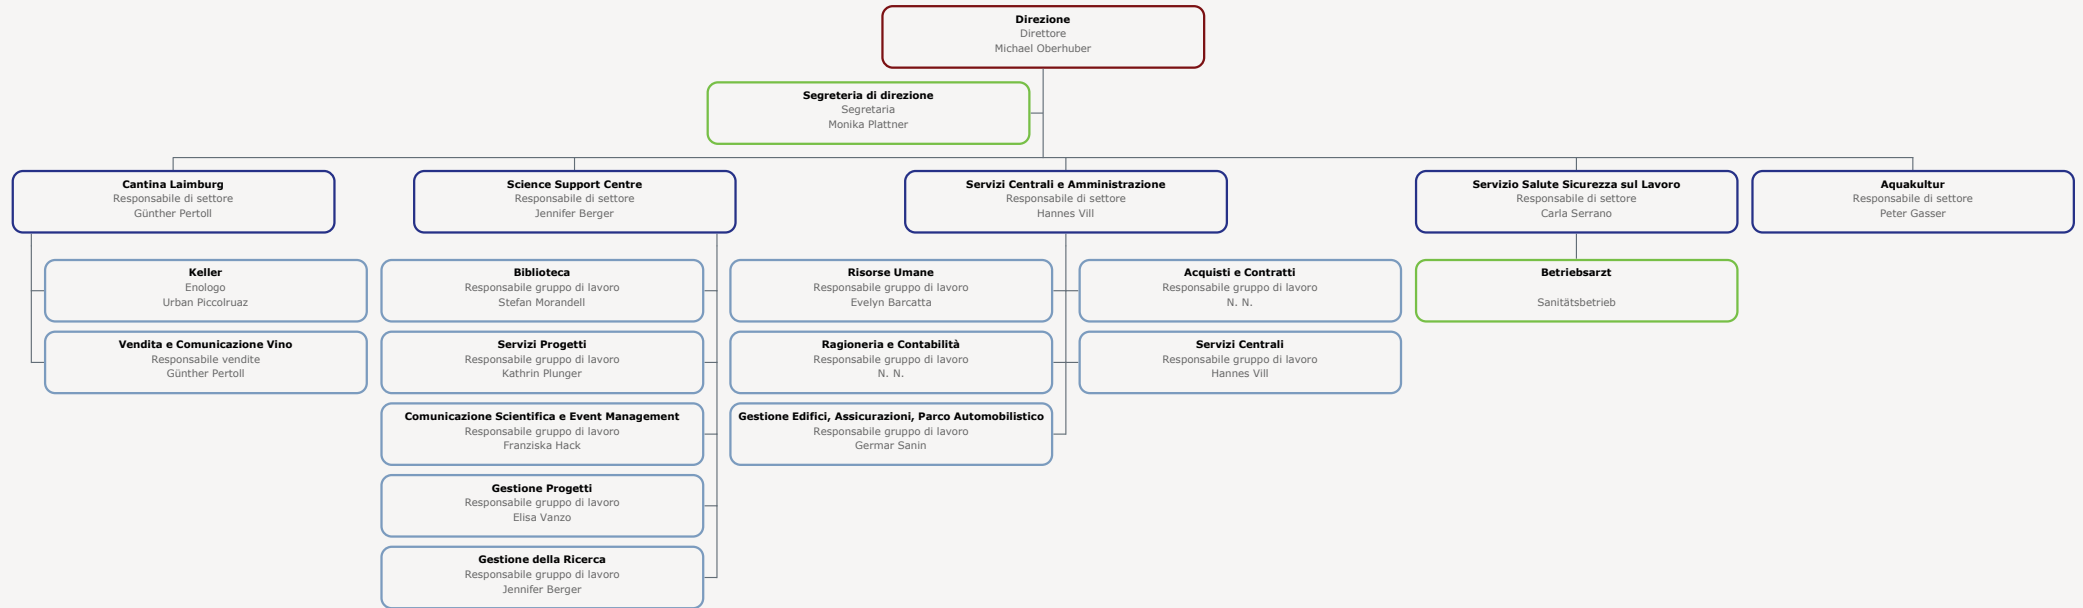 Direzione
Direttore
Michael Oberhuber
Segreteria di direzione
Segretaria
Monika Plattner
Cantina Laimburg
Responsabile di settore
Günther Pertoll
Science Support Centre
Responsabile di settore
Jennifer Berger
Servizi Centrali e Amministrazione
Responsabile di settore
Hannes Vill
Servizio Salute Sicurezza sul Lavoro
Responsabile di settore
Carla Serrano
Aquakultur
Responsabile di settore
Peter Gasser
Keller
Enologo
Urban Piccolruaz
Vendita e Comunicazione Vino
Responsabile vendite
Günther Pertoll
Biblioteca
Responsabile gruppo di lavoro
Stefan Morandell
Servizi Progetti
Responsabile gruppo di lavoro
Kathrin Plunger
Comunicazione Scientifica e Event Management
Responsabile gruppo di lavoro
Franziska Hack
Gestione Progetti
Responsabile gruppo di lavoro
Elisa Vanzo
Gestione della Ricerca
Responsabile gruppo di lavoro
Jennifer Berger
Risorse Umane
Responsabile gruppo di lavoro
Evelyn Barcatta
Ragioneria e Contabilità
Responsabile gruppo di lavoro
N. N.
Gestione Edifici, Assicurazioni, Parco Automobilistico
Responsabile gruppo di lavoro
Germar Sanin
Acquisti e Contratti
Responsabile gruppo di lavoro
N. N.
Servizi Centrali
Responsabile gruppo di lavoro
Hannes Vill
Betriebsarzt
Sanitätsbetrieb